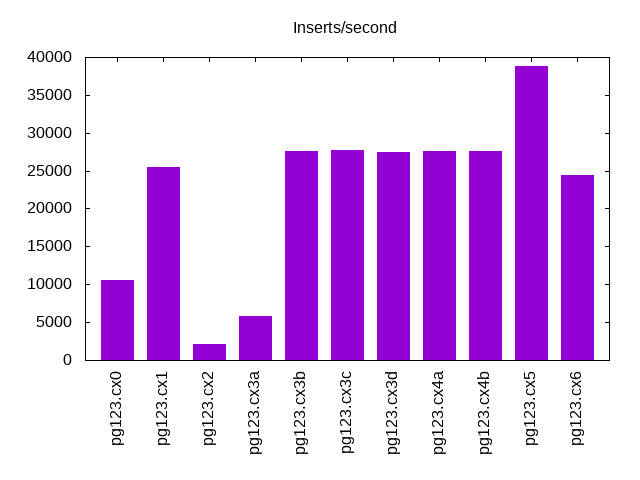 Inserts/second
40000
35000
30000
25000
20000
15000
10000
5000
0
pg123.cx0
pg123.cx1
pg123.cx2
pg123.cx3a
pg123.cx3b
pg123.cx3c
pg123.cx3d
pg123.cx4a
pg123.cx4b
pg123.cx5
pg123.cx6